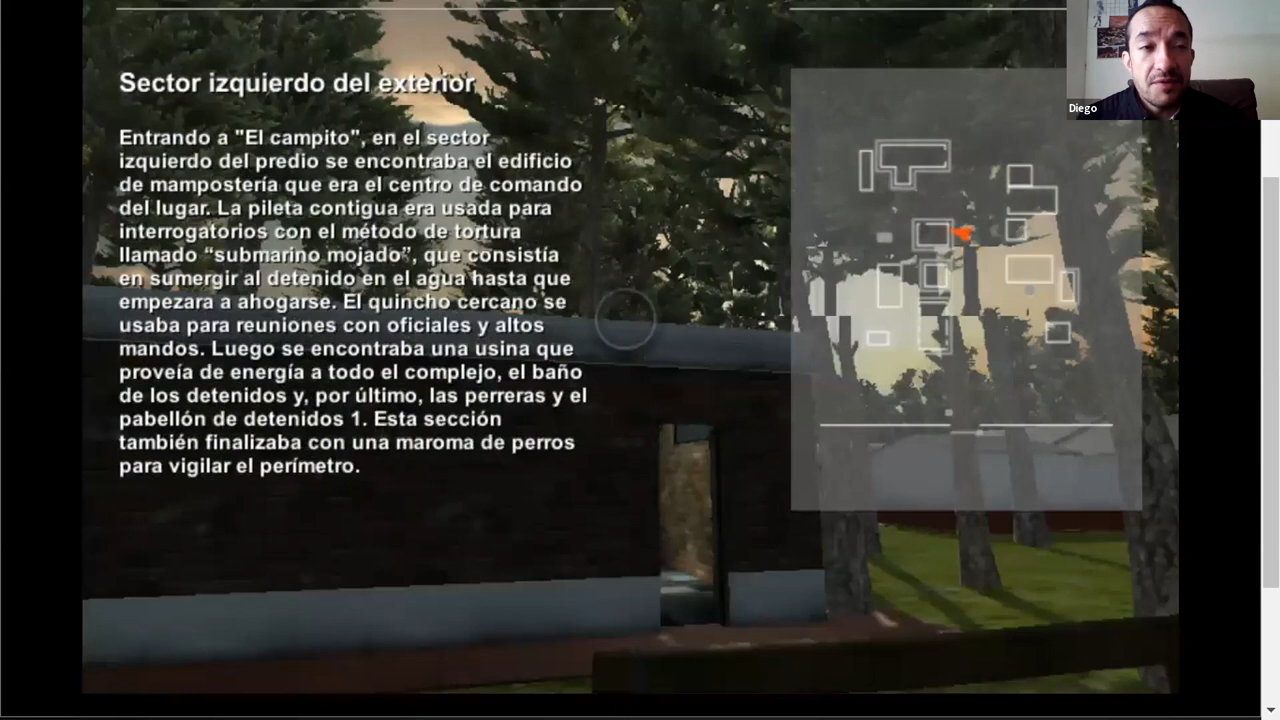 Sector izquierdo del exterior
Entrando a "El campito", en el sector
izquierdo del predio se encontraba el edificio
de mampostería que era el centro de comando
del lugar. La pileta contigua era usada para
interrogatorios con el método de tortura
llamado “submarino mojado”, que consistía
en sumergir al detenido en el agua hasta que
empezara a ahogarse. El quincho cercano se
usaba para reuniones con oficiales y altos
mandos. Luego se encontraba una usina que
proveía de energía a todo el complejo, el baño
de los detenidos y, por último, las perreras y el
pabellón de detenidos 1. Esta sección
también finalizaba con una maroma de perros
para vigilar el perímetro.
Diego